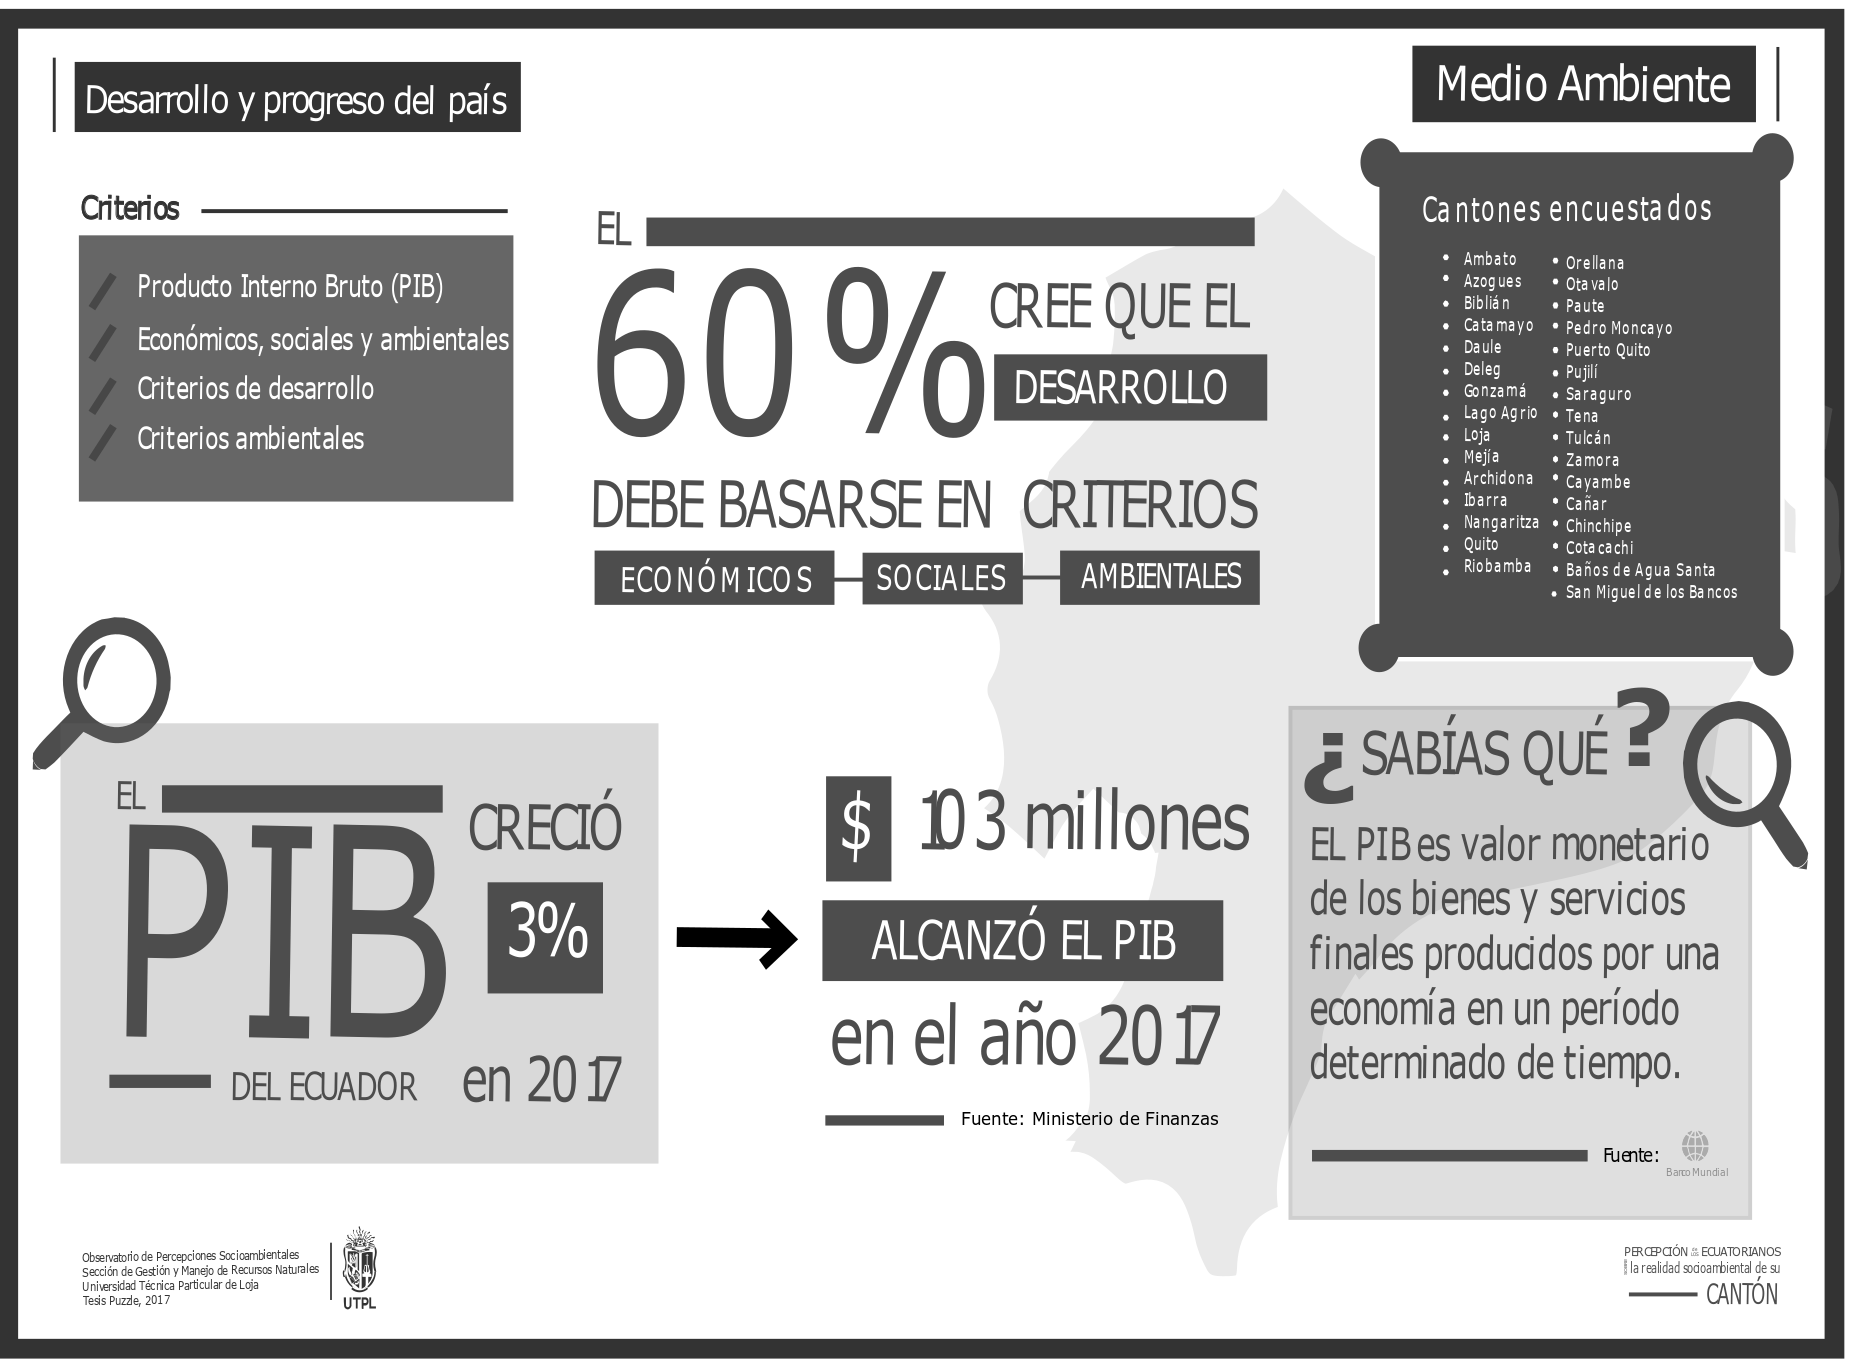 Desarrollo y progreso del país
Medio Ambiente
Criterios
Producto Interno Bruto (PIB)
Económicos, sociales y ambientales
Criterios de desarrollo
Criterios ambientales
EL
60%
CREE QUE EL
DESARROLLO
DEBE BASARSE EN CRITERIOS
ECONÓMICOS
SOCIALES
AMBIENTALES
Cantones encuestados
Ambato
Azogues
Biblián
Catamayo
Daule
Deleg
Gonzamá
Lago Agrio
Loja
Mejía
Archidona
Ibarra
Nangaritza
Quito
Riobamba
Orellana
Otavalo
Paute
Pedro Moncayo
Puerto Quito
Pujilí
Saraguro
Tena
Tulcán
Zamora
Cayambe
Cañar
Chinchipe
Cotacachi
Baños de Agua Santa
San Miguel de los Bancos
EL
PIB
CRECIÓ
3%
DEL ECUADOR
en 2017
$ 103 millones
ALCANZÓ EL PIB
en el año 2017
Fuente: Ministerio de Finanzas
¿SABÍAS QUÉ?
EL PIB es valor monetario
de los bienes y servicios
finales producidos por una
economía en un período
determinado de tiempo.
Fuente:
Banco Mundial
Observatorio de Percepciones Socioambientales
Sección de Gestión y Manejo de Recursos Naturales
Universidad Técnica Particular de Loja
Tesis Puzzle, 2017
UTPL
PERCEPCIÓN ECUATORIANOS
la realidad socioambiental de su
CANTÓN